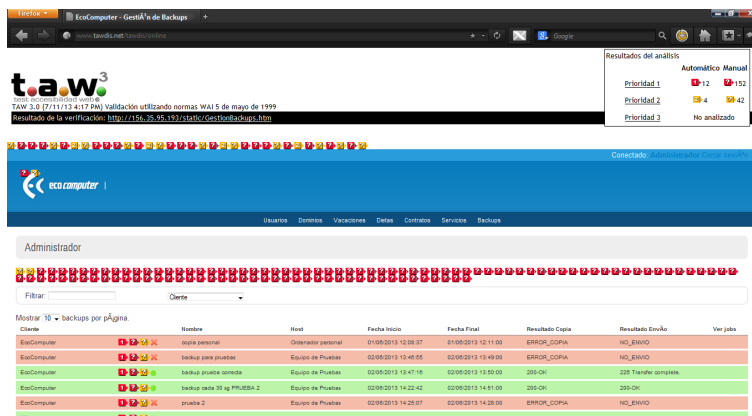 Firefox
EcoComputer - GestiÃ³n de Backups
+
www.tawdis.net/tawdis/online
Google
Resultados del análisis
Automático Manual
Prioridad 1 12 152
Prioridad 2 4 42
Prioridad 3 No analizado
t.a.w.3
test accesibilidad web
TAW 3.0 (7/11/13 4:17 PM) Validación utilizando normas WAI 5 de mayo de 1999
Resultado de la verificación: http://156.35.95.193/static/GestionBackups.htm
Conectado: Administrador Cerrar
eco computer |
Usuarios Dominios Vacaciones Dietas Contratos Servicios Backups
Administrador
Filtrar: Cliente
Mostrar 10 backups por pÃ¡gina.
Cliente Nombre Host Fecha Inicio Fecha Final Resultado Copia Resultado EnvÃ­o Ver jobs
EcoComputer copia personal Ordenador personal 01/06/2013 12:08:37 01/06/2013 12:11:00 ERROR_COPIA NO_ENVIO
EcoComputer backup para pruebas Equipo de Pruebas 02/06/2013 13:46:55 02/06/2013 13:49:00 ERROR_COPIA NO_ENVIO
EcoComputer backup prueba correcta Equipo de Pruebas 02/06/2013 13:47:16 02/06/2013 13:50:00 200-OK 226 Transfer complete.
EcoComputer backup cada 30 sg PRUEBA 2 Equipo de Pruebas 02/06/2013 14:22:42 02/06/2013 14:51:00 200-OK 200-OK
EcoComputer prueba 2 Equipo de Pruebas 02/06/2013 14:25:07 02/06/2013 14:28:00 ERROR_COPIA NO_ENVIO